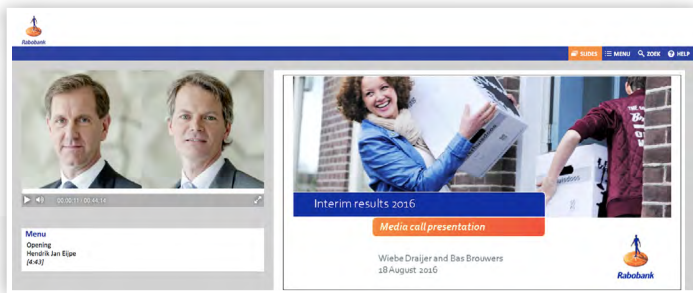 Rabobank
SLIDES MENU ZOEK HELP
00:00:11 / 00:44:14
Menu
Opening
Hendrik Jan Eijpe
[4:43]
Interim results 2016
Media call presentation
Wiebe Draijer and Bas Brouwers
18 August 2016
Rabobank